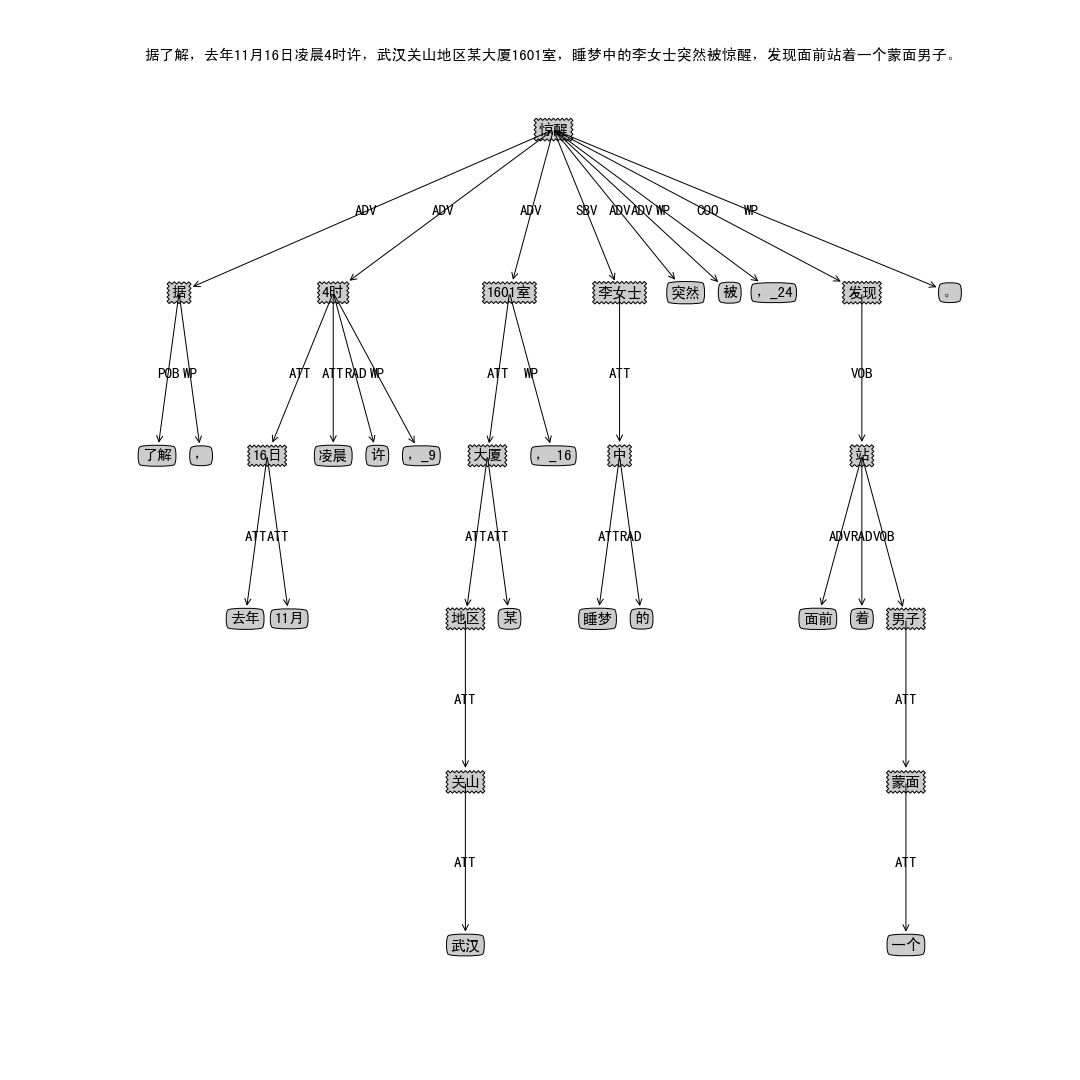 据了解，去年11月16日凌晨4时许，武汉关山地区某大厦1601室，睡梦中的李女士突然被惊醒，发现面前站着一个蒙面男子。
惊醒
ADV ADV ADV SBV ADV ADV WP COO WP
据 4时 1601室 李女士 突然 被 ，_24 发现 。
POB WP ATT ATT RAD WP ATT WP ATT VOB
了解 ， 16日 凌晨 许 ，_9 大厦 ，_16 中 站
ATT ATT ATT ATT ATT RAD ADV RAD VOB
去年 11月 地区 某 睡梦 的 面前 着 男子
ATT ATT
关山 蒙面
ATT ATT
武汉 一个